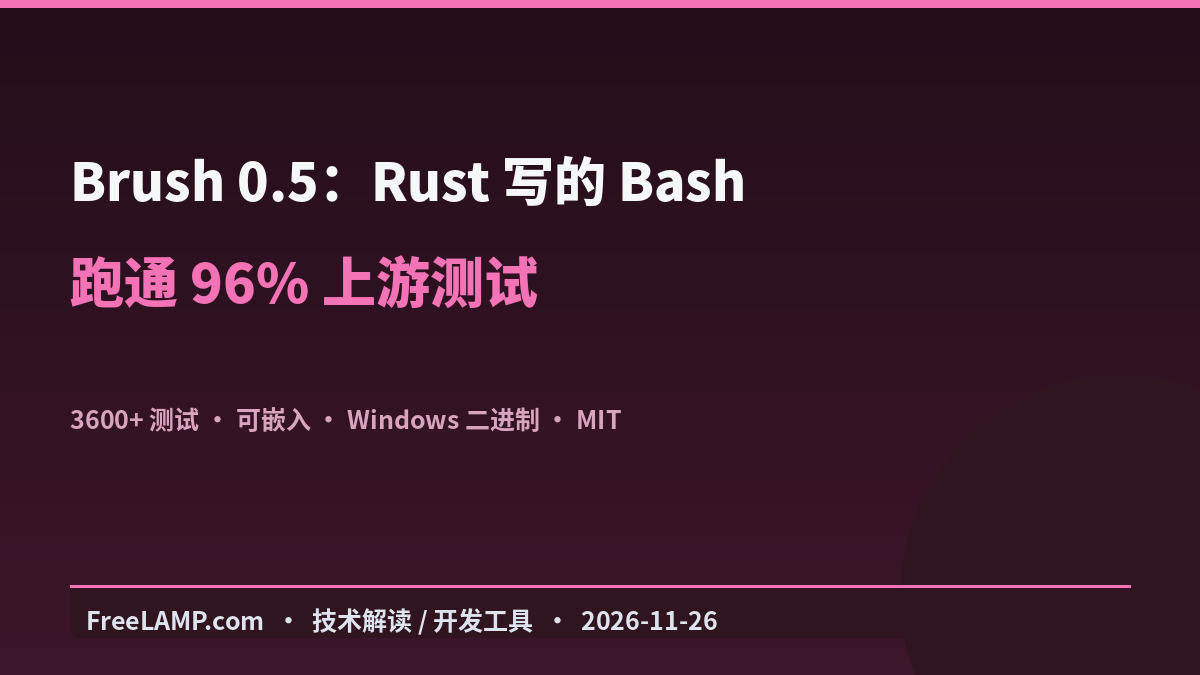 Brush 0.5：Rust 写的 Bash
跑通 96% 上游测试
3600+ 测试 • 可嵌入 • Windows 二进制 • MIT
FreeLAMP.com • 技术解读 / 开发工具 • 2026-11-26